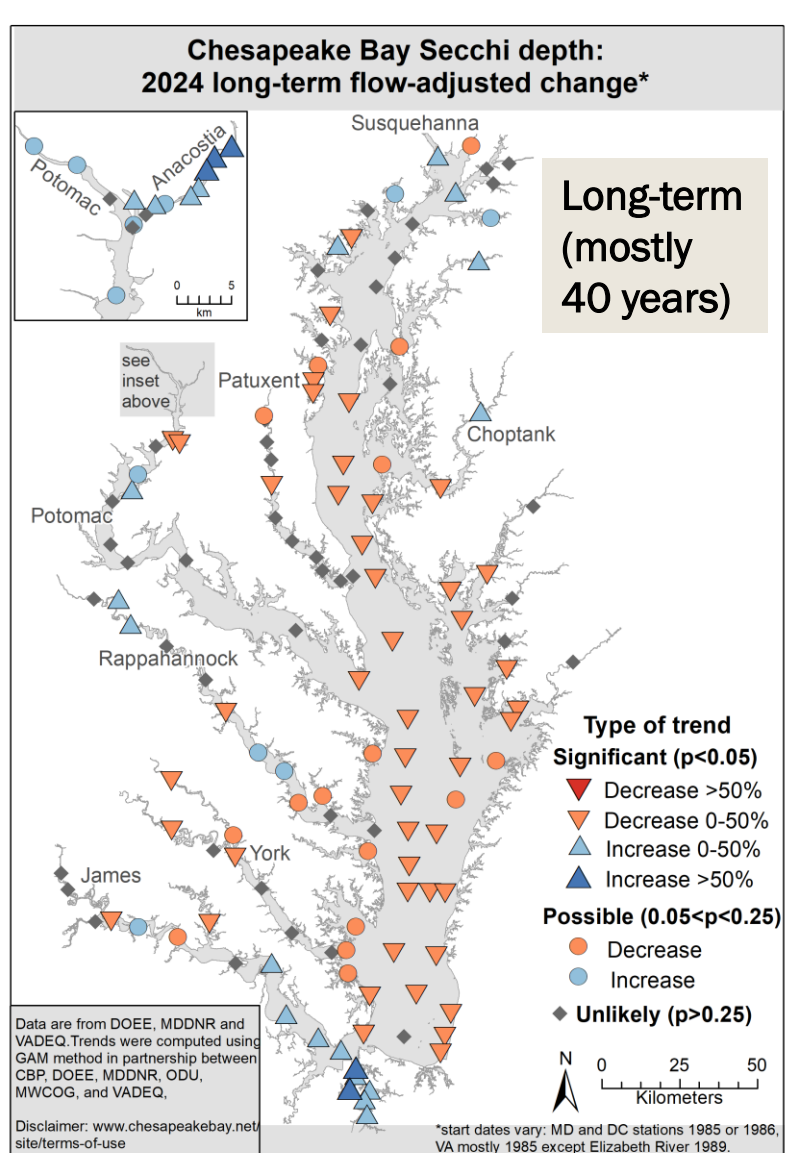 Chesapeake Bay Secchi depth:
2024 long-term flow-adjusted change*
Susquehanna
Potomac
Anacostia
0 5
km
Long-term
(mostly
40 years)
see
inset
above
Patuxent
Choptank
Potomac
Rappahannock
York
James
Type of trend
Significant (p<0.05)
Decrease >50%
Decrease 0-50%
Increase 0-50%
Increase >50%
Possible (0.05<p<0.25)
Decrease
Increase
Unlikely (p>0.25)
N
0 25 50
Kilometers
Data are from DOEE, MDDNR and
VADEQ.Trends were computed using
GAM method in partnership between
CBP, DOEE, MDDNR, ODU,
MWCOG, and VADEQ,
Disclaimer: www.chesapeakebay.net/
site/terms-of-use
*start dates vary: MD and DC stations 1985 or 1986,
VA mostly 1985 except Elizabeth River 1989.